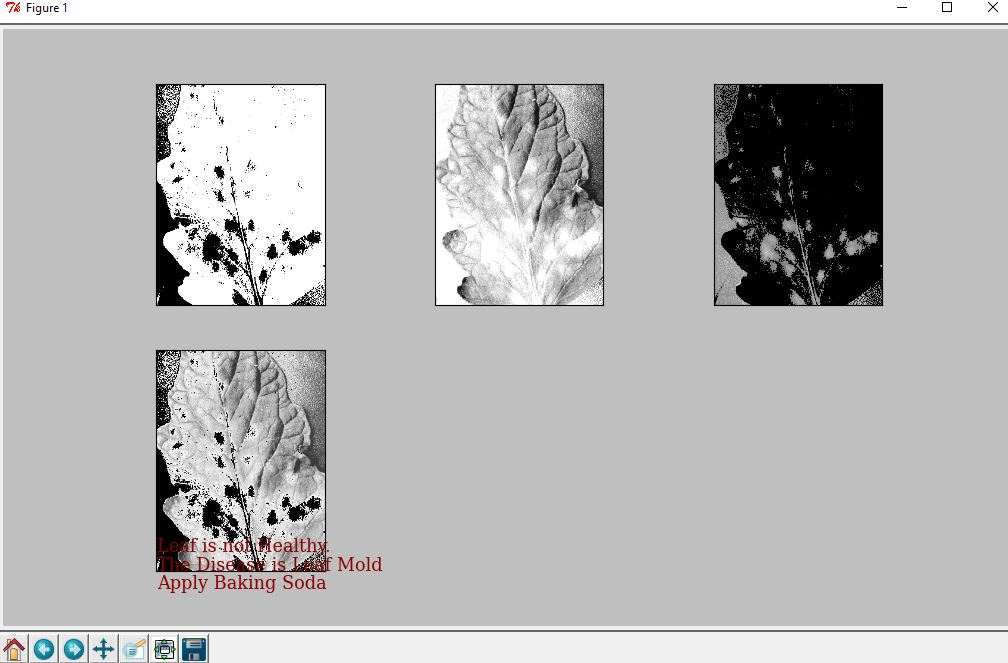 Figure 1
Leaf is not Healthy.
The Disease is Leaf Mold
Apply Baking Soda